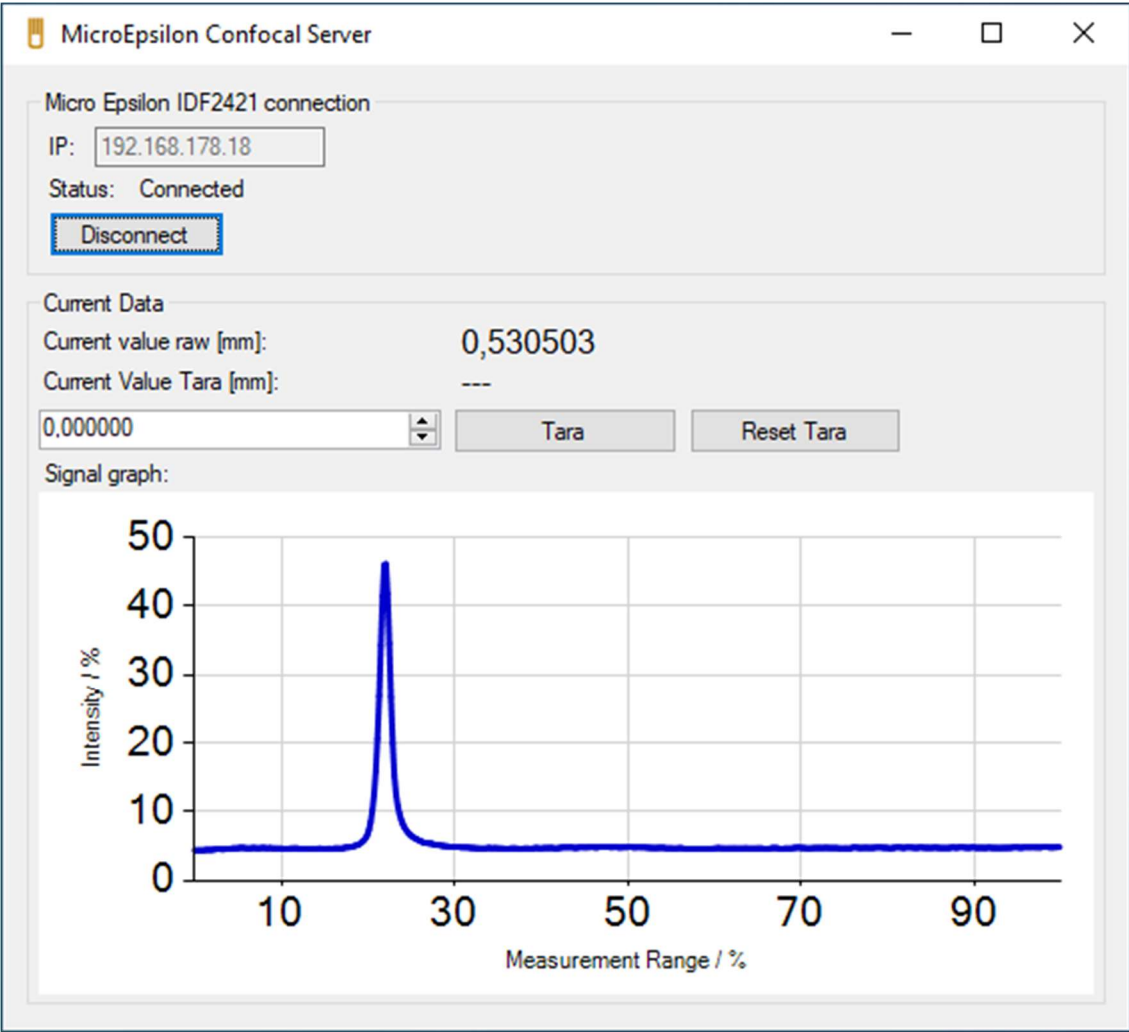 MicroEpsilon Confocal Server
Micro Epsilon IDF2421 connection
IP: 192.168.178.18
Status: Connected
Disconnect
Current Data
Current value raw [mm]: 0,530503
Current Value Tara [mm]: ---
0,000000 Tara Reset Tara
Signal graph:
50
40
30
20
10
0
Intensity / %
10 30 50 70 90
Measurement Range / %